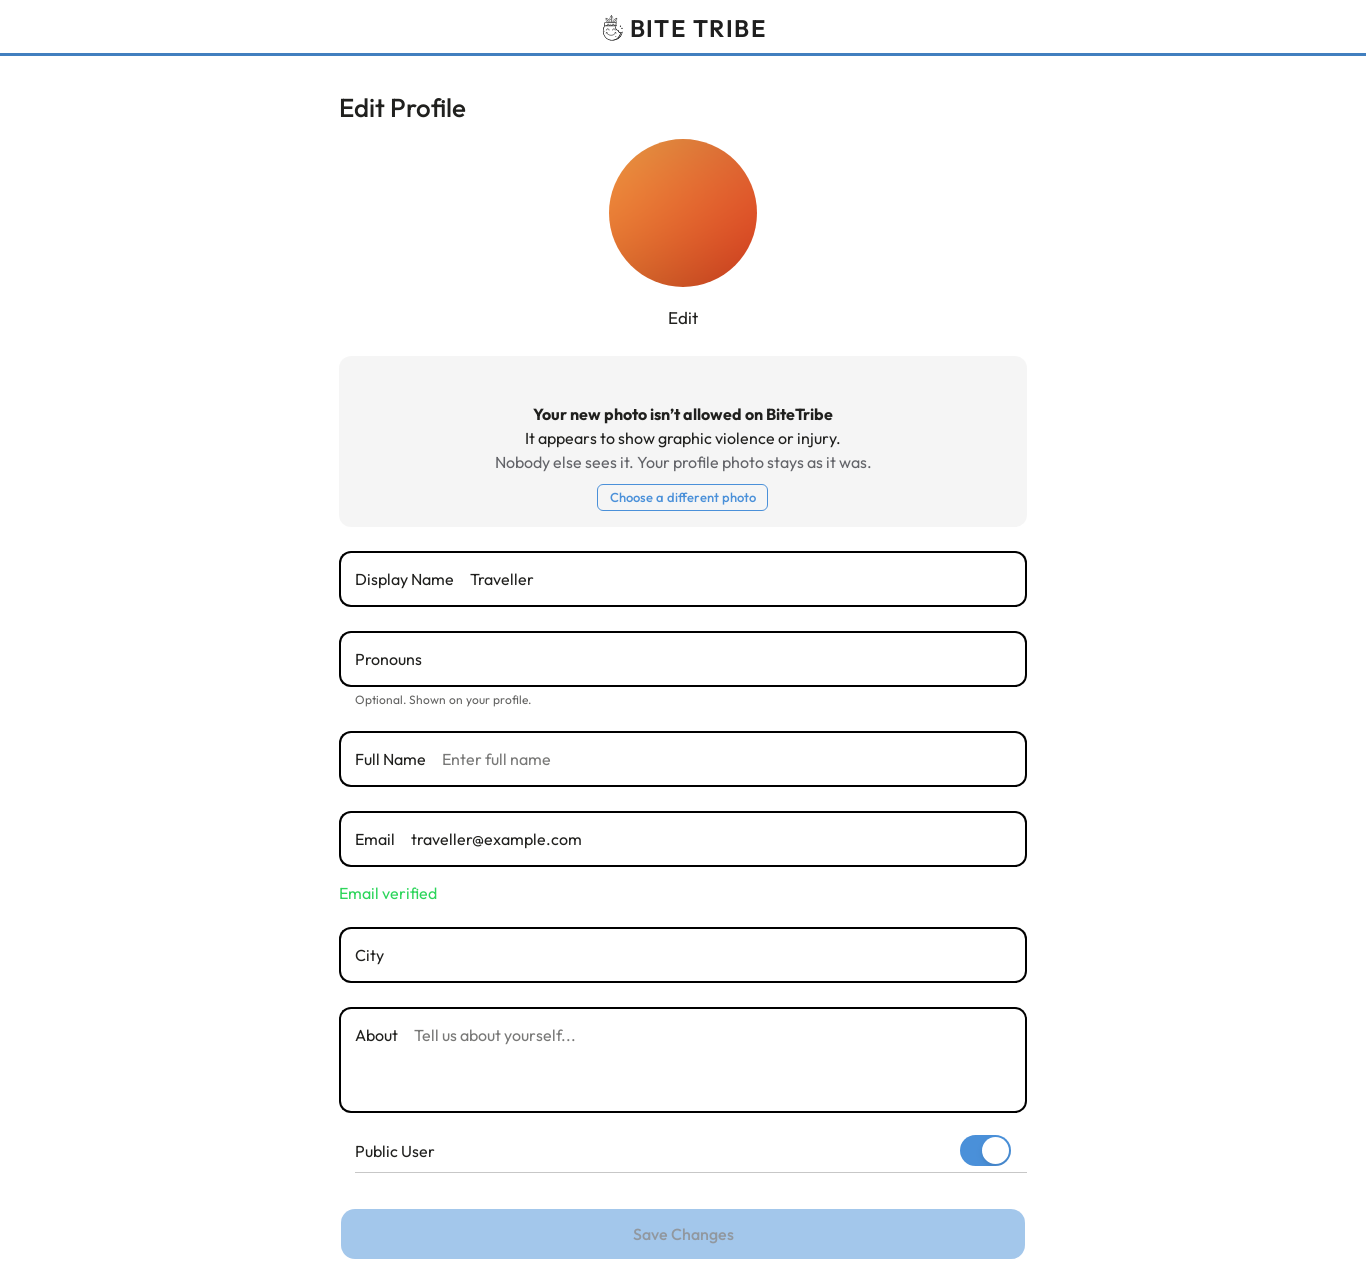 BITE TRIBE
Edit Profile
Edit
Your new photo isn’t allowed on BiteTribe
It appears to show graphic violence or injury.
Nobody else sees it. Your profile photo stays as it was.
Choose a different photo
Display Name Traveller
Pronouns
Optional. Shown on your profile.
Full Name Enter full name
Email traveller@example.com
Email verified
City
About Tell us about yourself...
Public User
Save Changes